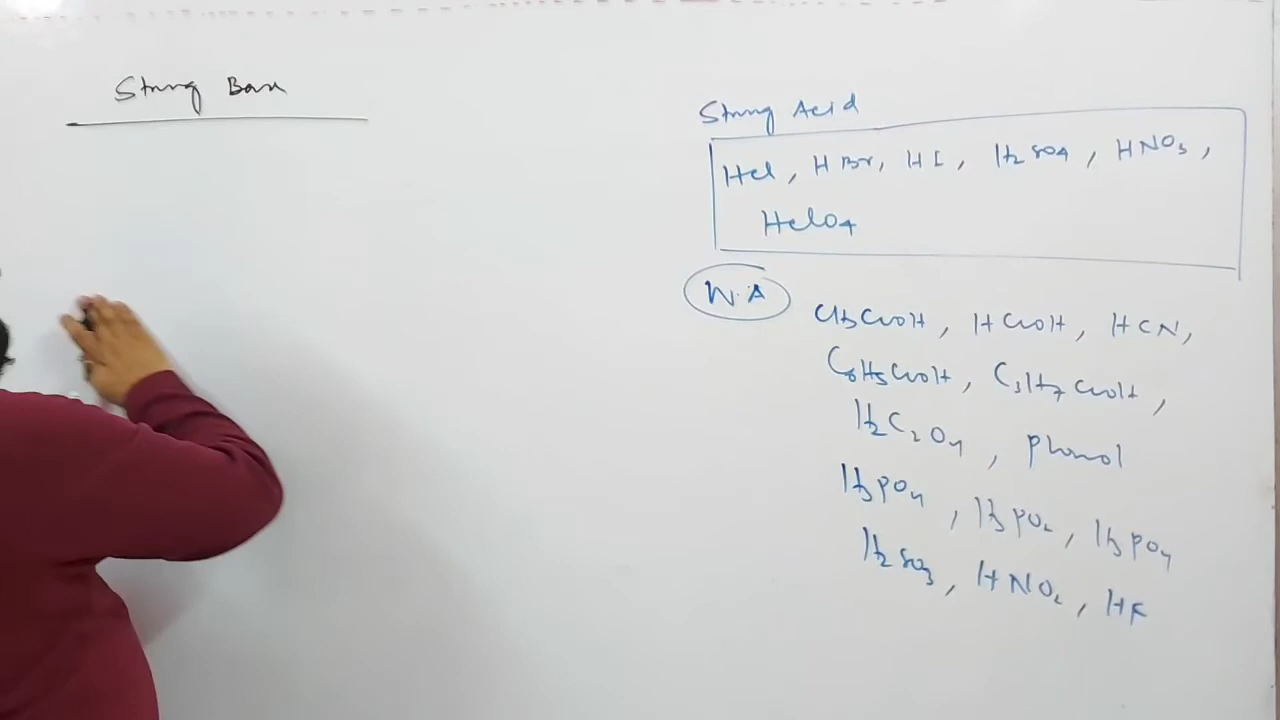 Strong Base
Strong Acid
HCl, HBr, HI, H2SO4, HNO3,
HClO4
W.A
CH3COOH, HCOOH, HCN,
C6H5COOH, C3H7COOH,
H2C2O4, phenol
H3PO4, H3PO2, H3PO4
H2SO3, HNO2, HF